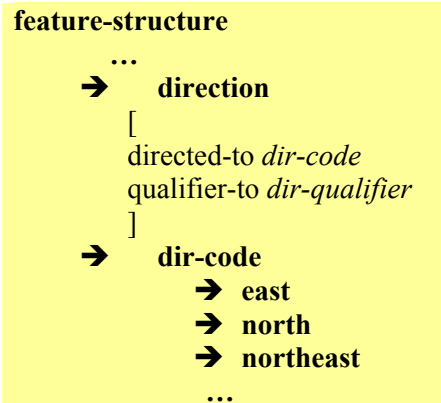 feature-structure
…
➔ direction
[
directed-to dir-code
qualifier-to dir-qualifier
]
➔ dir-code
➔ east
➔ north
➔ northeast
…